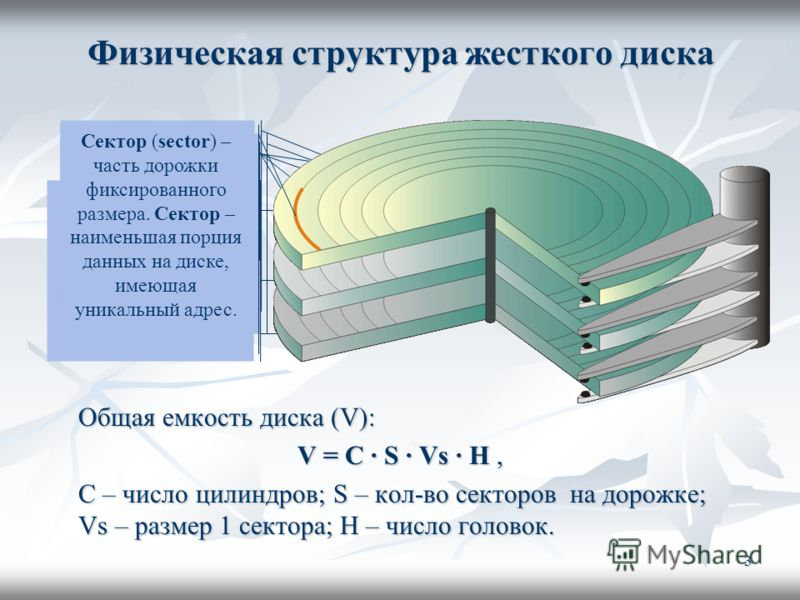 Физическая структура жесткого диска
Сектор (sector) –
часть дорожки
фиксированного
размера. Сектор –
наименьшая порция
данных на диске,
имеющая
уникальный адрес.
Общая емкость диска (V):
V = C · S · Vs · H ,
C – число цилиндров; S – кол-во секторов на дорожке;
Vs – размер 1 сектора; H – число головок.
MyShared
3